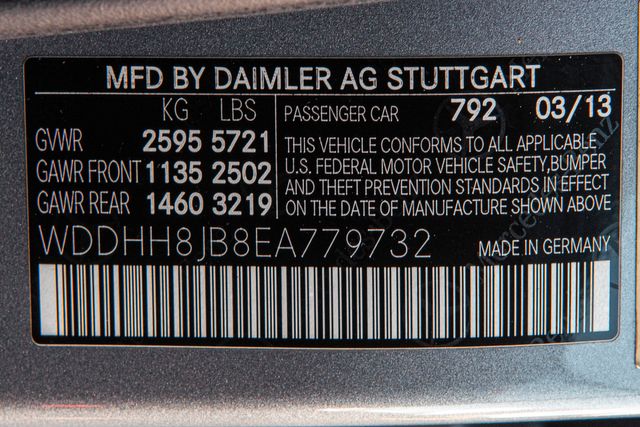 MFD BY DAIMLER AG STUTTGART
KG LBS
GVWR 2595 5721
GAWR FRONT 1135 2502
GAWR REAR 1460 3219
PASSENGER CAR 792 03/13
THIS VEHICLE CONFORMS TO ALL APPLICABLE
U.S. FEDERAL MOTOR VEHICLE SAFETY,BUMPER
AND THEFT PREVENTION STANDARDS IN EFFECT
ON THE DATE OF MANUFACTURE SHOWN ABOVE
WDDHH8JB8EA779732
MADE IN GERMANY